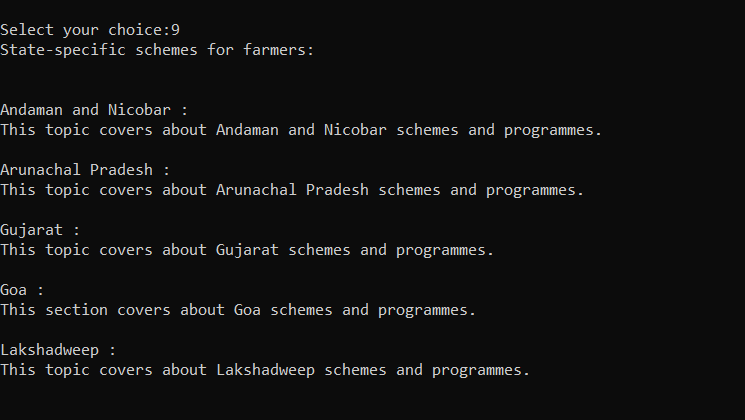 Select your choice:9
State-specific schemes for farmers:
Andaman and Nicobar :
This topic covers about Andaman and Nicobar schemes and programmes.
Arunachal Pradesh :
This topic covers about Arunachal Pradesh schemes and programmes.
Gujarat :
This topic covers about Gujarat schemes and programmes.
Goa :
This section covers about Goa schemes and programmes.
Lakshadweep :
This topic covers about Lakshadweep schemes and programmes.